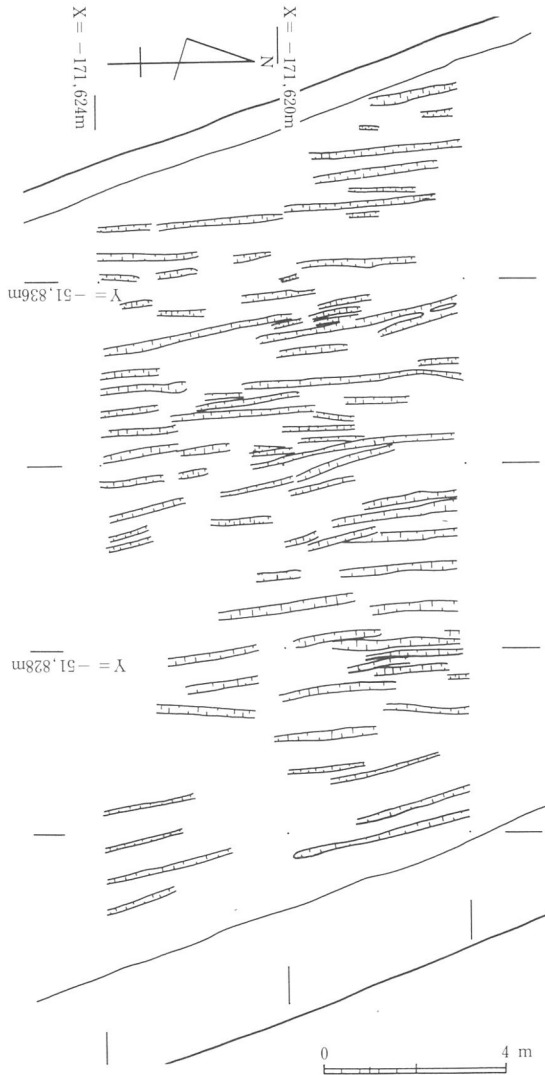 X = −171,624m
X = −171,620m
N
Y = −51,836m
Y = −51,828m
0 4 m